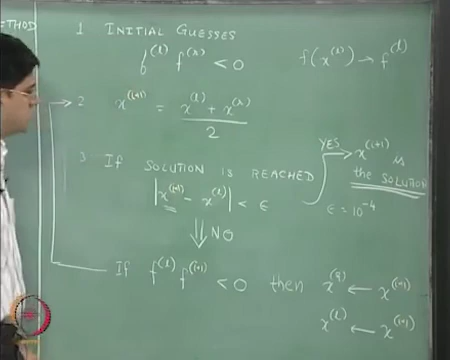 THOD
1 INITIAL GUESSES
f^(l) f^(r) < 0
f(x^(l)) → f^(l)
→ 2 x^(i+1) = (x^(l) + x^(r)) / 2
3 If SOLUTION IS REACHED
|x^(i+1) - x^(l)| < ε
YES → x^(i+1) is
the SOLUTION
ε = 10^-4
⇓ NO
If f^(l) f^(i+1) < 0 then x^(r) ← x^(i+1)
x^(l) ← x^(i+1)